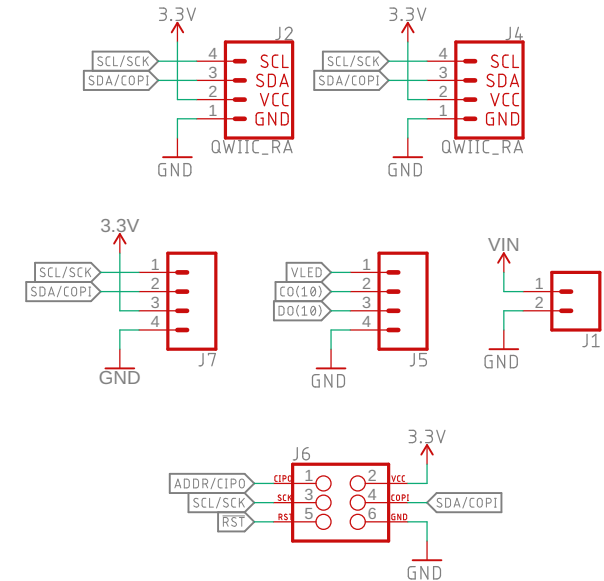 3.3V
J2
SCL/SCK
4
SCL
SDA/COPI
3
SDA
2
VCC
1
GND
QWIIC_RA
GND
3.3V
J4
SCL/SCK
4
SCL
SDA/COPI
3
SDA
2
VCC
1
GND
QWIIC_RA
GND
3.3V
SCL/SCK
1
SDA/COPI
2
3
4
J7
GND
VLED
1
CO(10)
2
DO(10)
3
4
J5
GND
VIN
1
2
J1
GND
J6
3.3V
ADDR/CIPO
CIPO
1
2
VCC
SCL/SCK
SCK
3
4
COPI
SDA/COPI
RST
RST
5
6
GND
GND